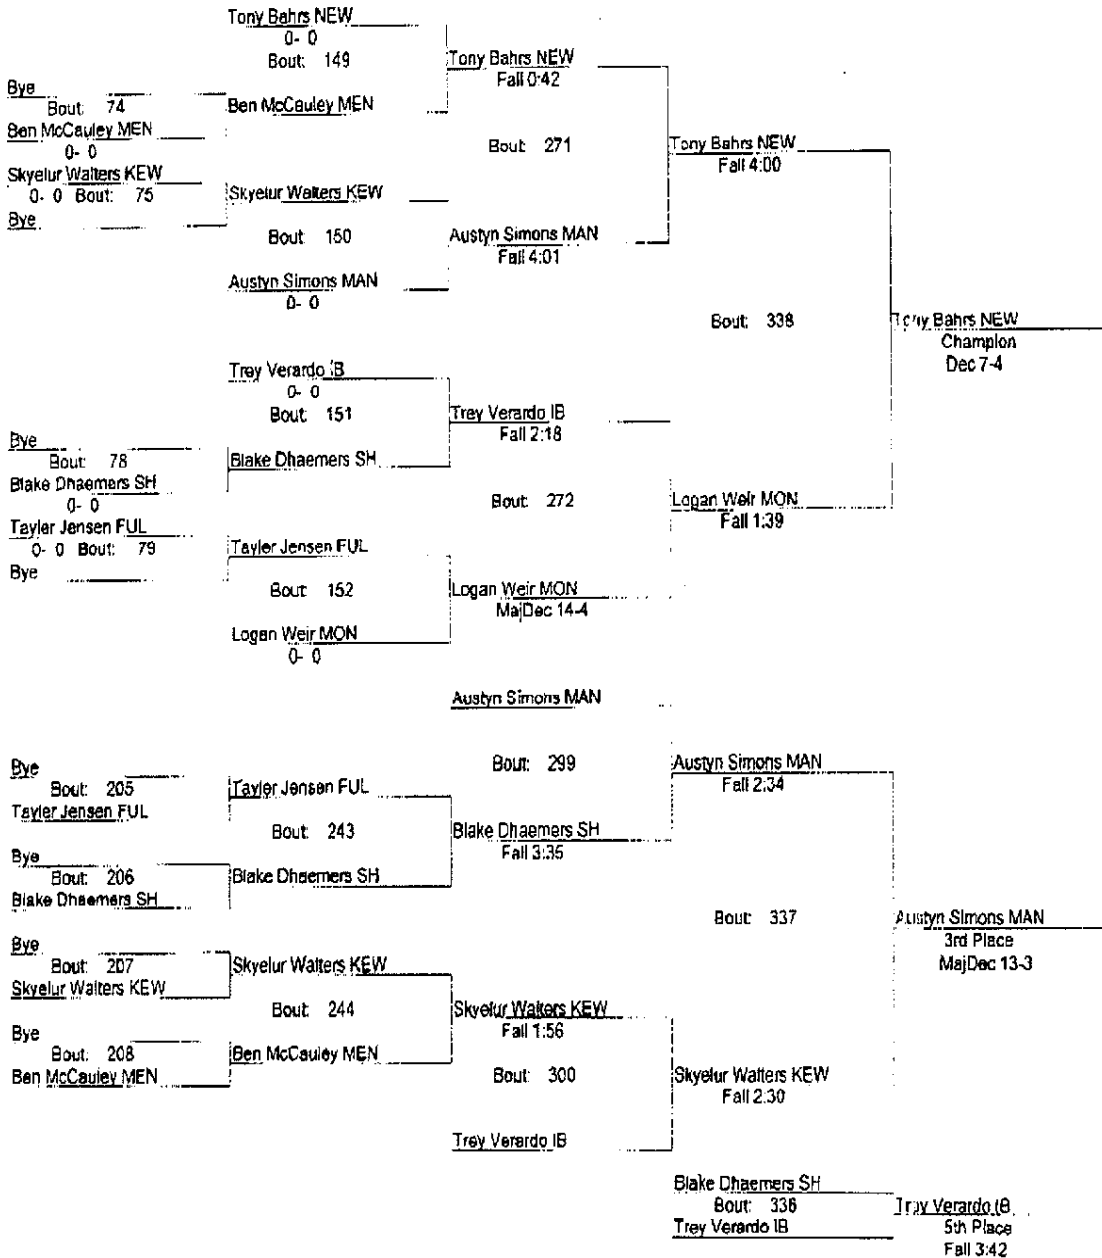 Tony Bahrs NEW
0- 0
Bout: 149
Tony Bahrs NEW
Fall 0:42
Bye
Bout: 74
Ben McCauley MEN
Ben McCauley MEN
0- 0
Bout: 271
Tony Bahrs NEW
Fall 4:00
Skyelur Walters KEW
0- 0 Bout: 75
Skyelur Walters KEW
Bye
Bout: 150
Austyn Simons MAN
Fall 4:01
Austyn Simons MAN
0- 0
Bout: 338
Tony Bahrs NEW
Champion
Dec 7-4
Trey Verardo IB
0- 0
Bout: 151
Trey Verardo IB
Fall 2:18
Bye
Bout: 78
Blake Dhaemers SH
Blake Dhaemers SH
0- 0
Bout: 272
Logan Weir MON
Fall 1:39
Tayler Jensen FUL
0- 0 Bout: 79
Tayler Jensen FUL
Bye
Bout: 152
Logan Weir MON
MajDec 14-4
Logan Weir MON
0- 0
Austyn Simons MAN
Bout: 299
Austyn Simons MAN
Fall 2:34
Bye
Bout: 205
Tayler Jensen FUL
Tayler Jensen FUL
Bout: 243
Blake Dhaemers SH
Fall 3:35
Bye
Bout: 206
Blake Dhaemers SH
Blake Dhaemers SH
Bout: 337
Austyn Simons MAN
3rd Place
MajDec 13-3
Bye
Bout: 207
Skyelur Walters KEW
Skyelur Walters KEW
Bout: 244
Skyelur Walters KEW
Fall 1:56
Bye
Bout: 208
Ben McCauley MEN
Ben McCauley MEN
Bout: 300
Skyelur Walters KEW
Fall 2:30
Trey Verardo IB
Blake Dhaemers SH
Bout: 336
Trey Verardo IB
Trey Verardo IB
5th Place
Fall 3:42